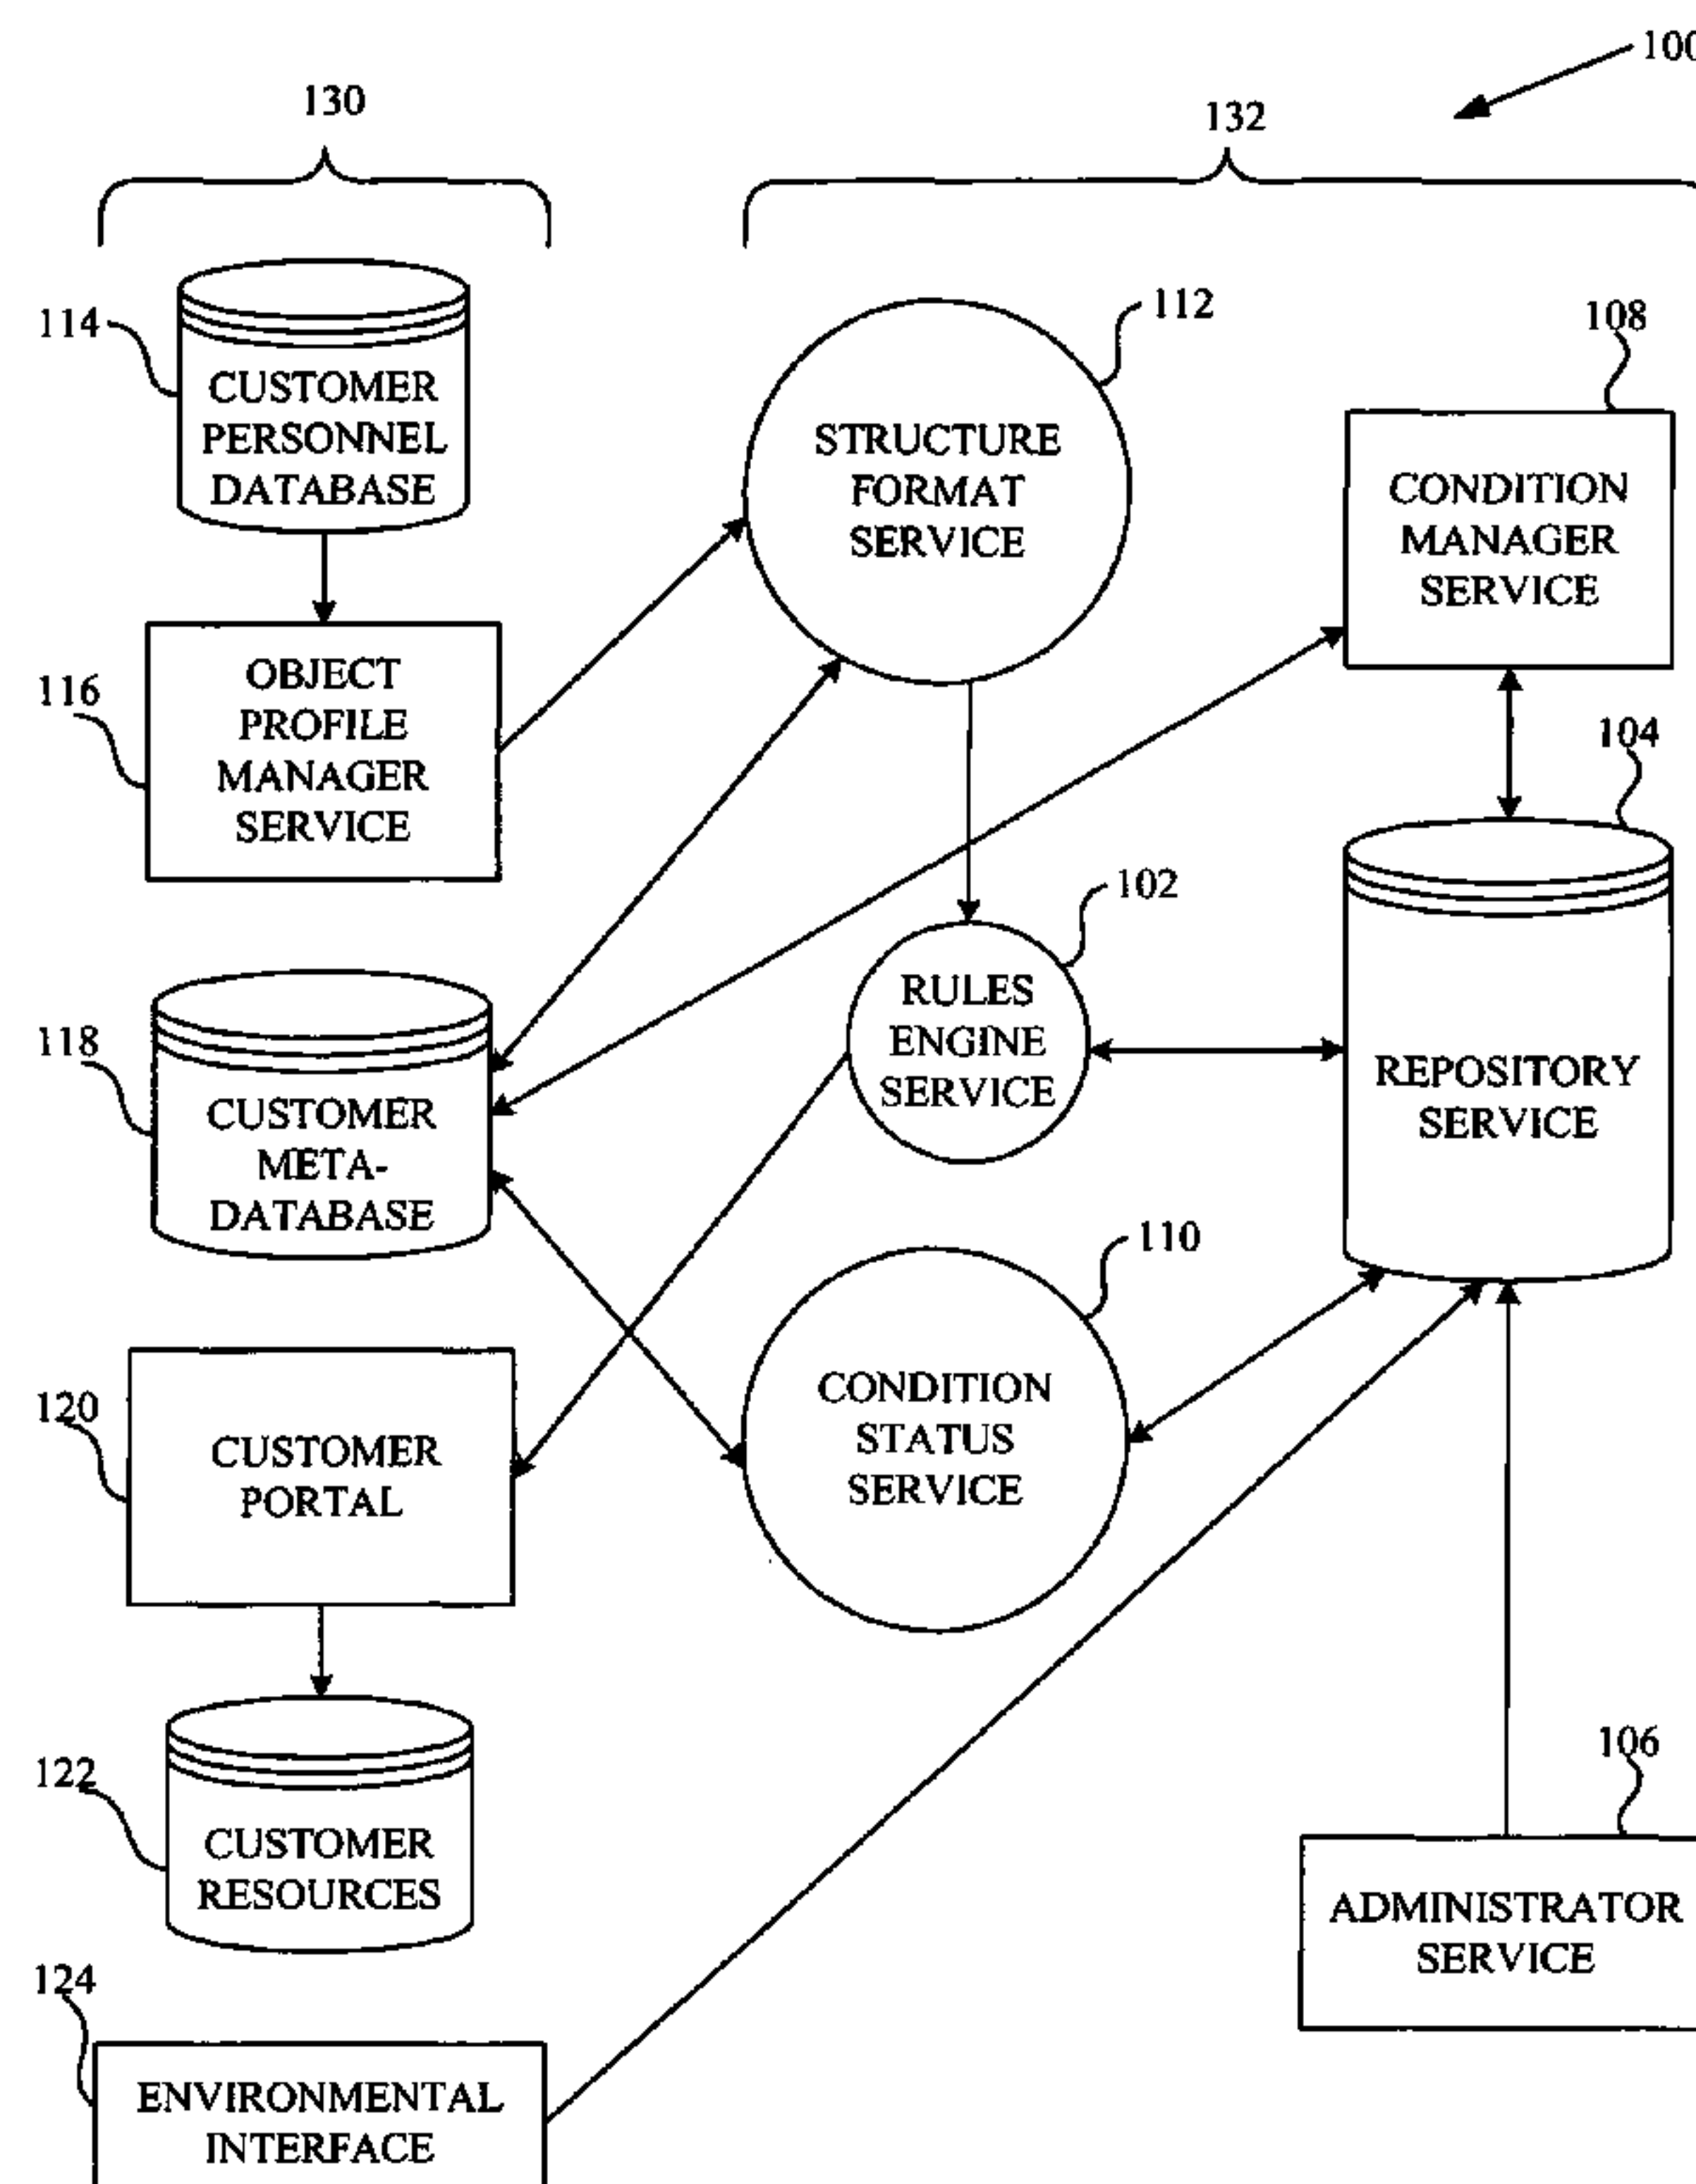 100
130
132
114
CUSTOMER
PERSONNEL
DATABASE
112
STRUCTURE
FORMAT
SERVICE
108
CONDITION
MANAGER
SERVICE
116
OBJECT
PROFILE
MANAGER
SERVICE
104
REPOSITORY
SERVICE
102
RULES
ENGINE
SERVICE
118
CUSTOMER
META-
DATABASE
110
CONDITION
STATUS
SERVICE
120
CUSTOMER
PORTAL
122
CUSTOMER
RESOURCES
106
ADMINISTRATOR
SERVICE
124
ENVIRONMENTAL
INTERFACE